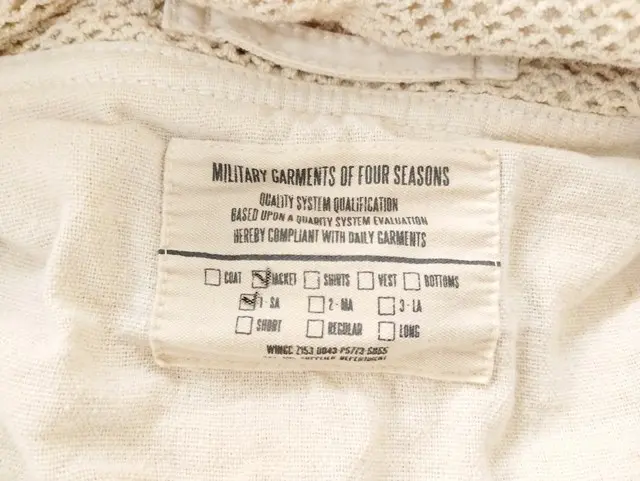 MILITARY GARMENTS OF FOUR SEASONS
QUALITY SYSTEM QUALIFICATION
BASED UPON A QUARITY SYSTEM EVALUATION
HEREBY COMPLIANT WITH DAILY GARMENTS
COAT JACKET SHIRTS VEST BOTTOMS
1-SA 2-MA 3-LA
SHORT REGULAR LONG